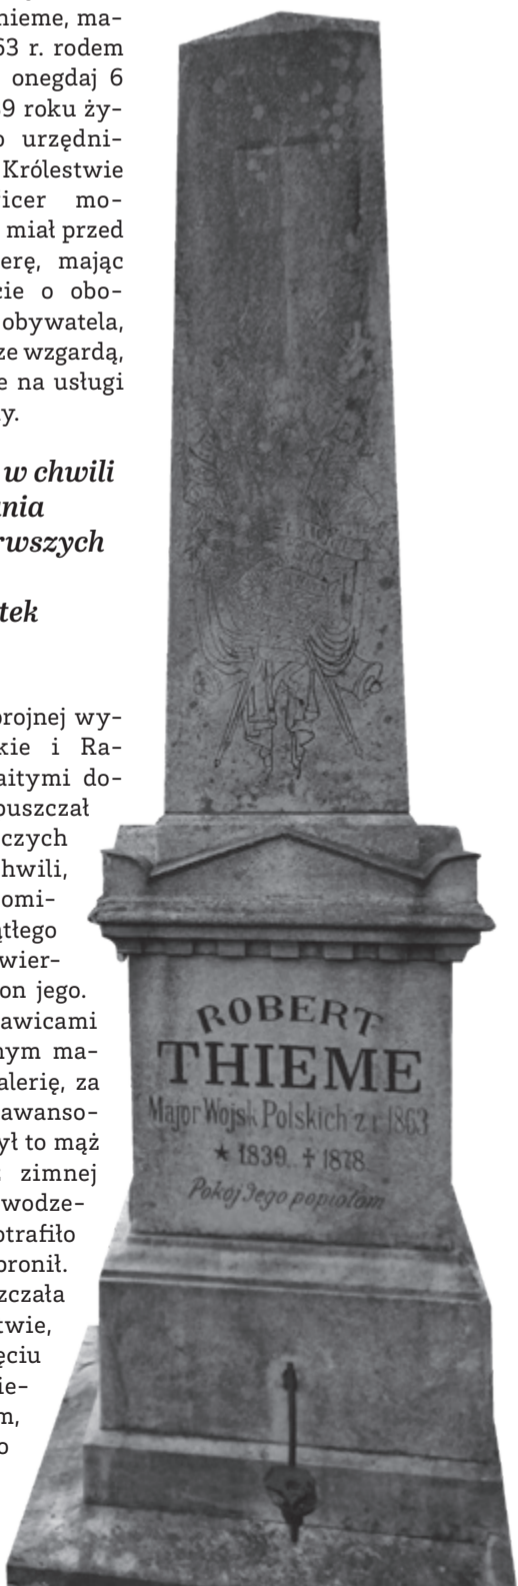 nieme, ma-
63 r. rodem
onegdaj 6
9 roku ży-
o urzędni-
Królestwie
icer mo-
miał przed
erę, mając
cie o obo-
obywatela,
ze wzgardą,
e na usługi
y.
w chwili
nia
rwszych
tek
brojnej wy-
kie i Ra-
aitymi do-
puszczał
czych
hwili,
omi-
ątłego
wier-
on jego.
awicami
nym ma-
alerię, za
awanso-
ył to mąż
zimnej
wodze-
otrafiło
bronił.
zczała
twie,
ęciu
ie-
m,
o
ROBERT
THIEME
Major Wojsk Polskich z r. 1863
★ 1839 † 1878
Pokój Jego popiołom